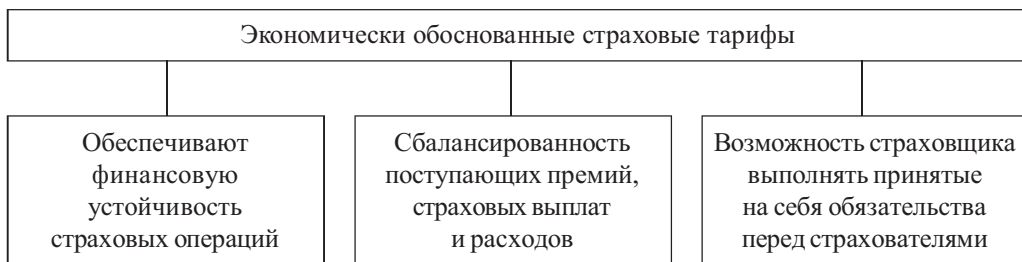 Экономически обоснованные страховые тарифы
Обеспечивают
финансовую
устойчивость
страховых операций
Сбалансированность
поступающих премий,
страховых выплат
и расходов
Возможность страховщика
выполнять принятые
на себя обязательства
перед страхователями